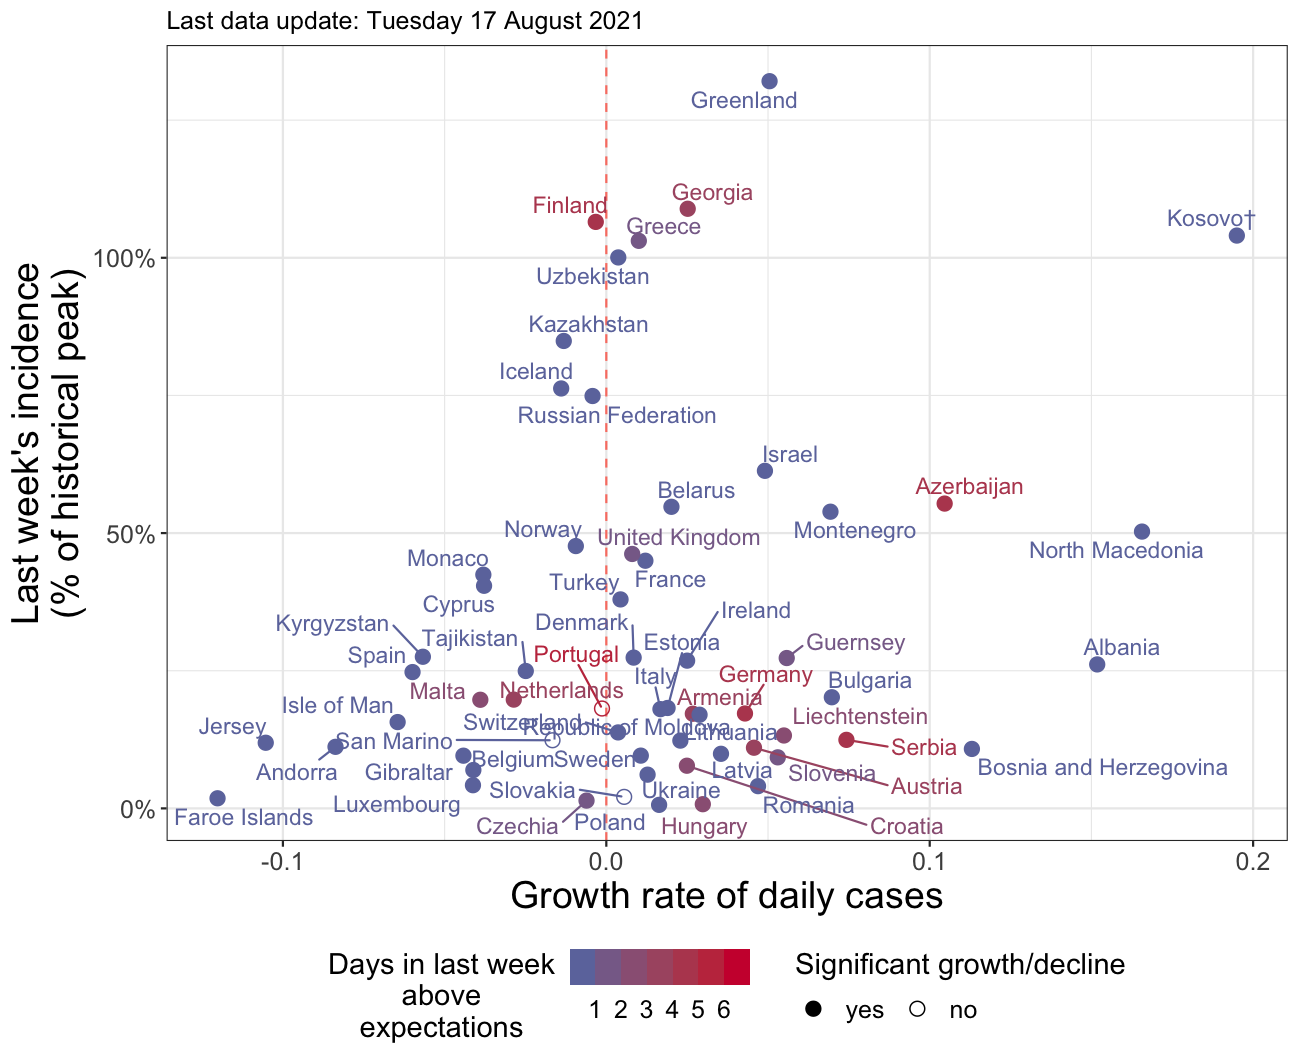 Last data update: Tuesday 17 August 2021
Last week's incidence
(% of historical peak)
100%
50%
0%
Greenland
Georgia
Finland
Kosovo†
Greece
Uzbekistan
Kazakhstan
Iceland
Russian Federation
Israel
Azerbaijan
Belarus
Norway
United Kingdom
Montenegro
North Macedonia
Monaco
Turkey
France
Cyprus
Ireland
Kyrgyzstan
Denmark
Tajikistan
Estonia
Guernsey
Albania
Spain
Portugal
Italy
Germany
Bulgaria
Malta
Netherlands
Armenia
Isle of Man
Liechtenstein
Jersey
Switzerland
Republic of Moldova
Lithuania
San Marino
Serbia
Andorra
Gibraltar
Belgium
Sweden
Latvia
Slovenia
Bosnia and Herzegovina
Austria
Slovakia
Ukraine
Luxembourg
Romania
Faroe Islands
Czechia
Poland
Hungary
Croatia
-0.1
0.0
0.1
0.2
Growth rate of daily cases
Days in last week
above
expectations
1 2 3 4 5 6
Significant growth/decline
yes
no